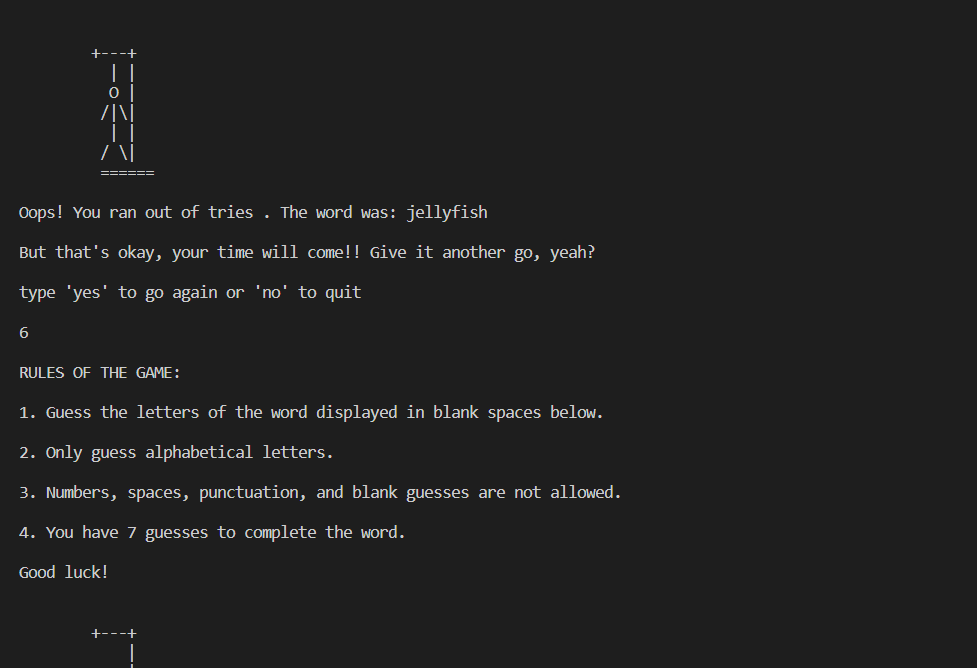 +---+
| |
O |
/|\|
| |
/ \|
======
Oops! You ran out of tries . The word was: jellyfish
But that's okay, your time will come!! Give it another go, yeah?
type 'yes' to go again or 'no' to quit
6
RULES OF THE GAME:
1. Guess the letters of the word displayed in blank spaces below.
2. Only guess alphabetical letters.
3. Numbers, spaces, punctuation, and blank guesses are not allowed.
4. You have 7 guesses to complete the word.
Good luck!
+---+
|